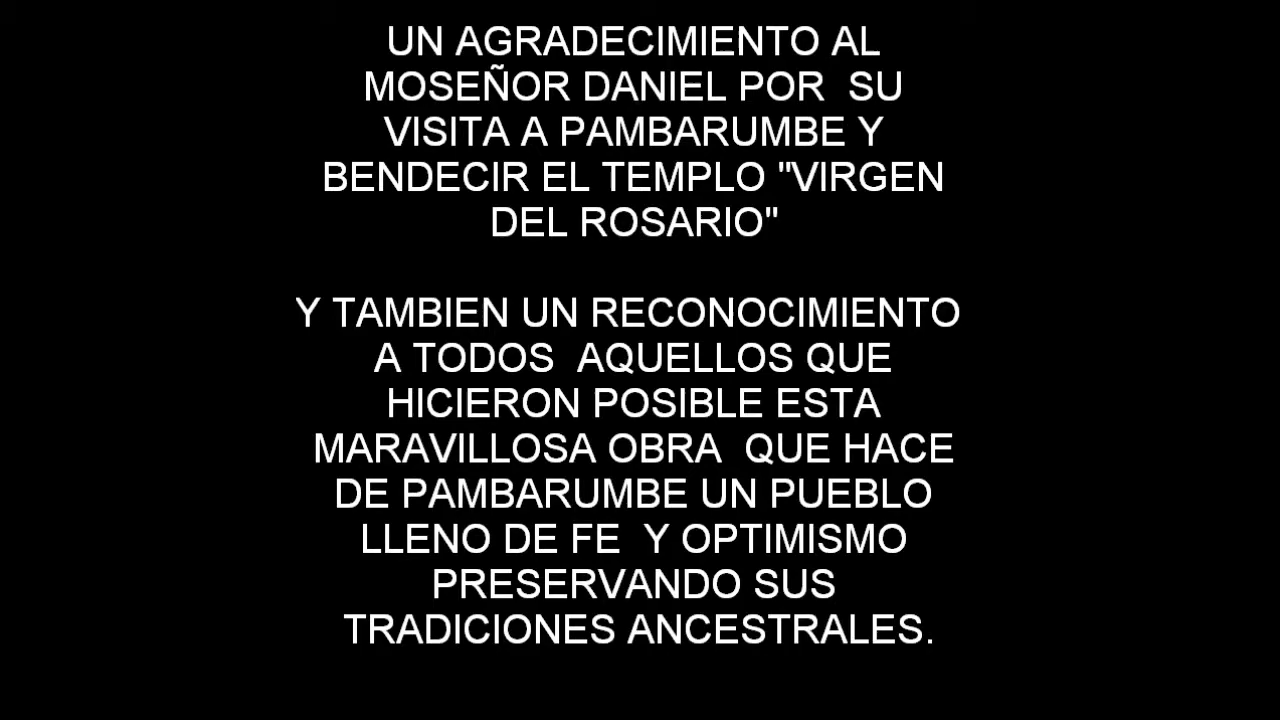 UN AGRADECIMIENTO AL
MOSEÑOR DANIEL POR  SU
VISITA A PAMBARUMBE Y
BENDECIR EL TEMPLO "VIRGEN
DEL ROSARIO"
Y TAMBIEN UN RECONOCIMIENTO
A TODOS  AQUELLOS QUE
HICIERON POSIBLE ESTA
MARAVILLOSA OBRA  QUE HACE
DE PAMBARUMBE UN PUEBLO
LLENO DE FE  Y OPTIMISMO
PRESERVANDO SUS
TRADICIONES ANCESTRALES.